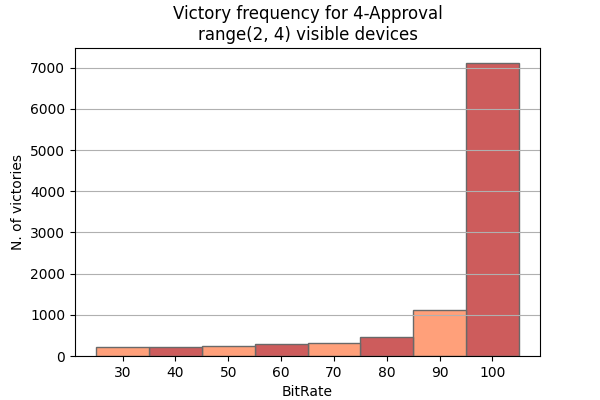 Victory frequency for 4-Approval
range(2, 4) visible devices
7000
6000
5000
4000
3000
2000
1000
0
N. of victories
30 40 50 60 70 80 90 100
BitRate